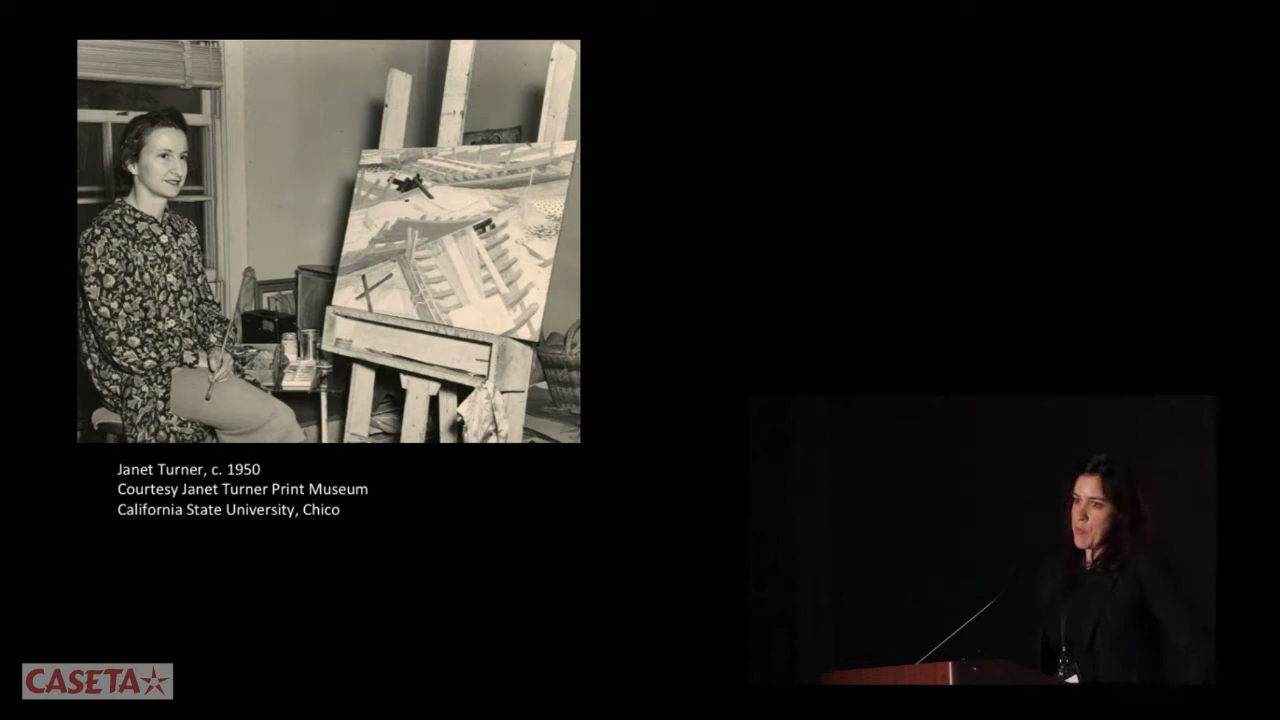 Janet Turner, c. 1950
Courtesy Janet Turner Print Museum
California State University, Chico
CASETA